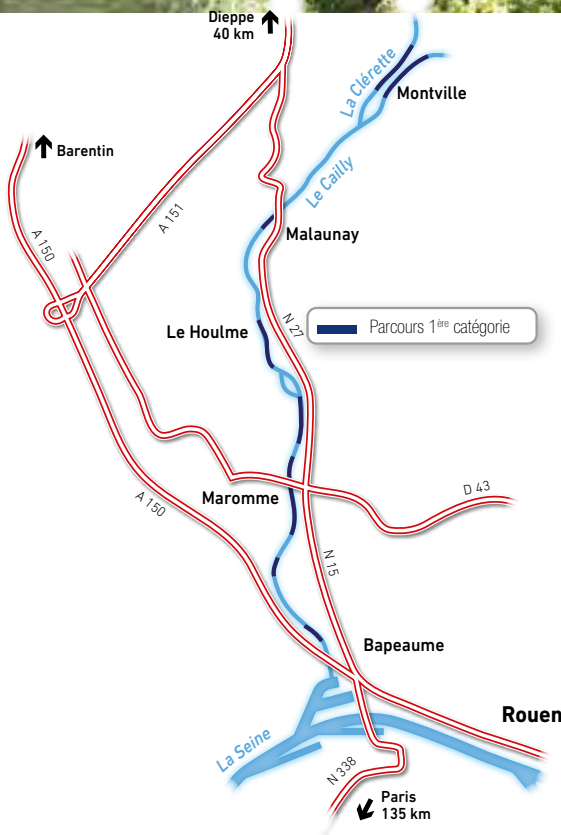 Dieppe
40 km
La Clérette
Montville
Barentin
Le Cailly
A 151
A 150
Malaunay
N 27
Parcours 1ère catégorie
Le Houlme
Maromme
D 43
A 150
N 15
Bapeaume
Rouen
La Seine
N 338
Paris
135 km